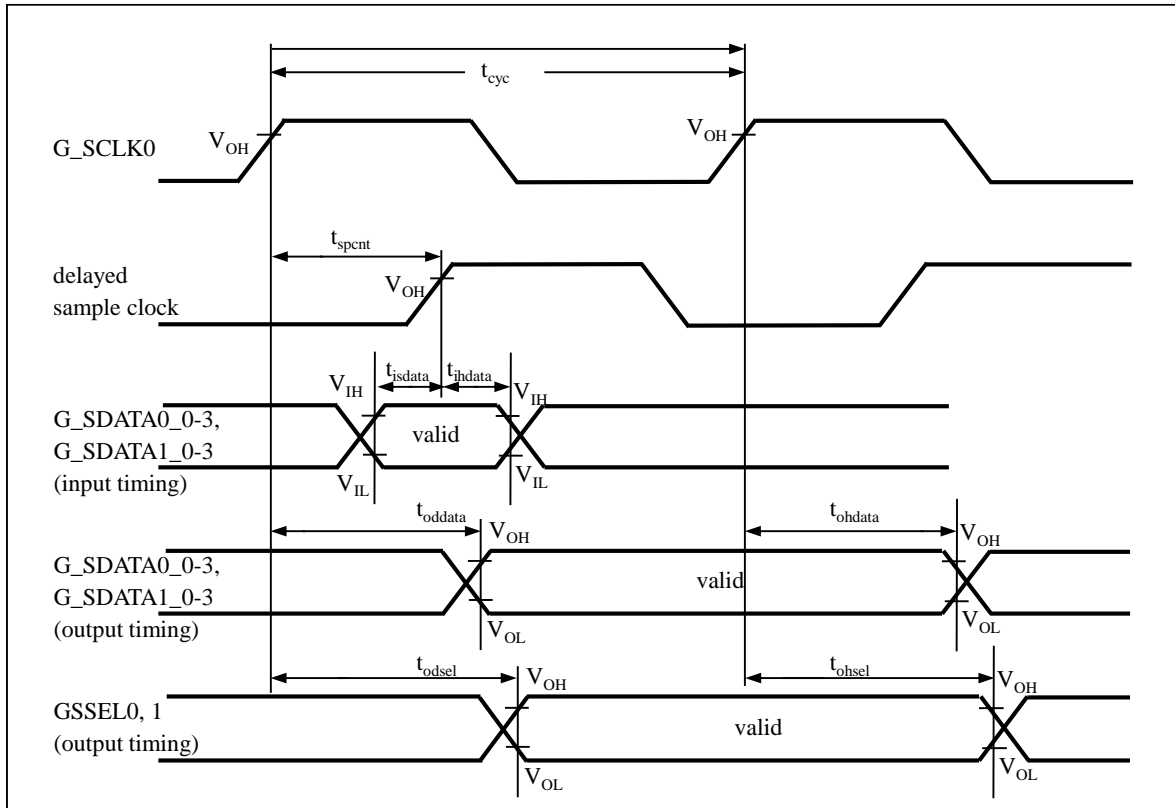 t_cyc
V_OH
V_OH
G_SCLK0
t_spcnt
delayed
sample clock
V_OH
t_isdata
t_ihdata
V_IH
V_IH
G_SDATA0_0-3,
G_SDATA1_0-3
(input timing)
valid
V_IL
V_IL
t_oddata
t_ohdata
V_OH
V_OH
G_SDATA0_0-3,
G_SDATA1_0-3
(output timing)
valid
V_OL
V_OL
t_odsel
t_ohsel
V_OH
V_OH
GSSEL0, 1
(output timing)
valid
V_OL
V_OL